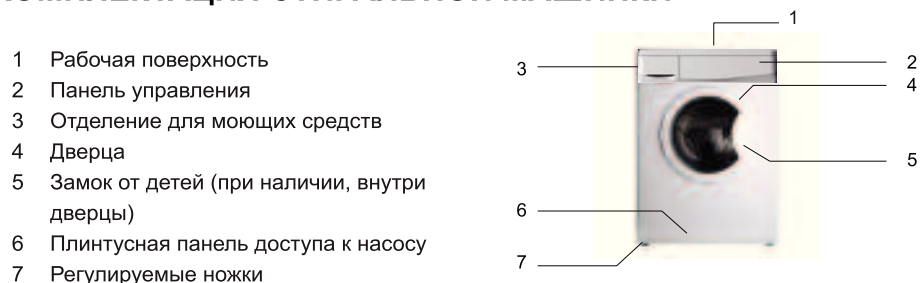 1 Рабочая поверхность
2 Панель управления
3 Отделение для моющих средств
4 Дверца
5 Замок от детей (при наличии, внутри
дверцы)
6 Плинтусная панель доступа к насосу
7 Регулируемые ножки
1
2
3
4
5
6
7